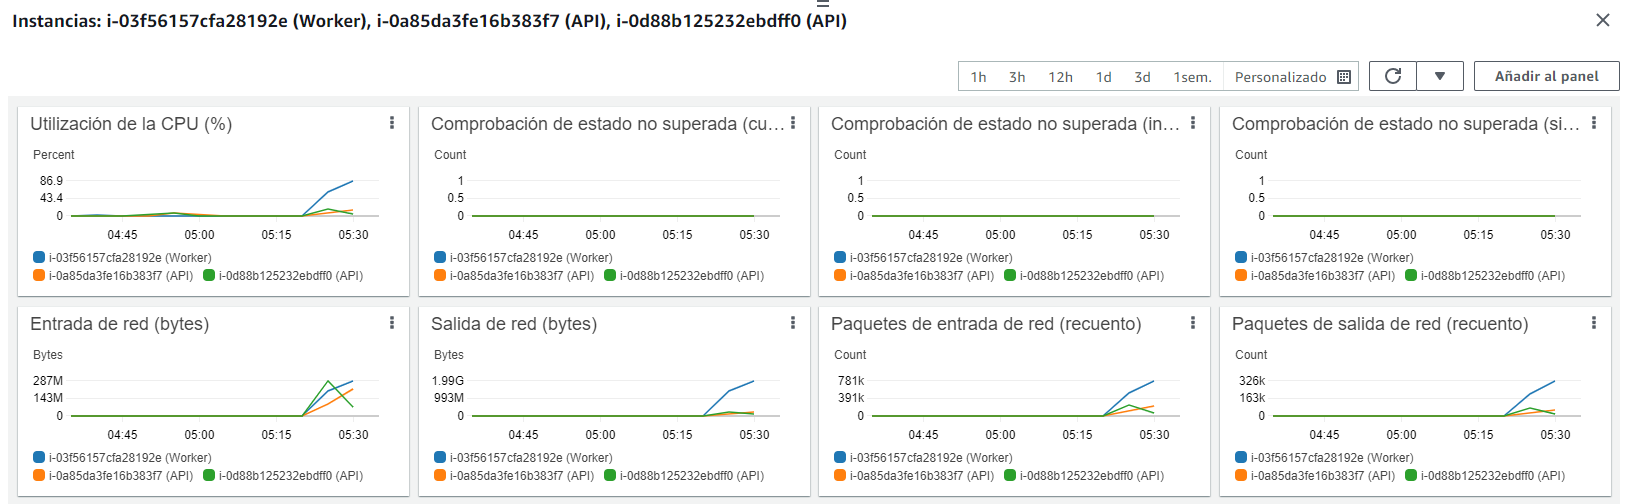 Instancias: i-03f56157cfa28192e (Worker), i-0a85da3fe16b383f7 (API), i-0d88b125232ebdff0 (API)
1h 3h 12h 1d 3d 1sem. Personalizado
Añadir al panel
Utilización de la CPU (%)
Percent
86.9
43.4
0
04:45 05:00 05:15 05:30
i-03f56157cfa28192e (Worker)
i-0a85da3fe16b383f7 (API) i-0d88b125232ebdff0 (API)
Comprobación de estado no superada (cu...
Count
1
0.5
0
04:45 05:00 05:15 05:30
i-03f56157cfa28192e (Worker)
i-0a85da3fe16b383f7 (API) i-0d88b125232ebdff0 (API)
Comprobación de estado no superada (in...
Count
1
0.5
0
04:45 05:00 05:15 05:30
i-03f56157cfa28192e (Worker)
i-0a85da3fe16b383f7 (API) i-0d88b125232ebdff0 (API)
Comprobación de estado no superada (si...
Count
1
0.5
0
04:45 05:00 05:15 05:30
i-03f56157cfa28192e (Worker)
i-0a85da3fe16b383f7 (API) i-0d88b125232ebdff0 (API)
Entrada de red (bytes)
Bytes
287M
143M
0
04:45 05:00 05:15 05:30
i-03f56157cfa28192e (Worker)
i-0a85da3fe16b383f7 (API) i-0d88b125232ebdff0 (API)
Salida de red (bytes)
Bytes
1.99G
993M
0
04:45 05:00 05:15 05:30
i-03f56157cfa28192e (Worker)
i-0a85da3fe16b383f7 (API) i-0d88b125232ebdff0 (API)
Paquetes de entrada de red (recuento)
Count
781k
391k
0
04:45 05:00 05:15 05:30
i-03f56157cfa28192e (Worker)
i-0a85da3fe16b383f7 (API) i-0d88b125232ebdff0 (API)
Paquetes de salida de red (recuento)
Count
326k
163k
0
04:45 05:00 05:15 05:30
i-03f56157cfa28192e (Worker)
i-0a85da3fe16b383f7 (API) i-0d88b125232ebdff0 (API)